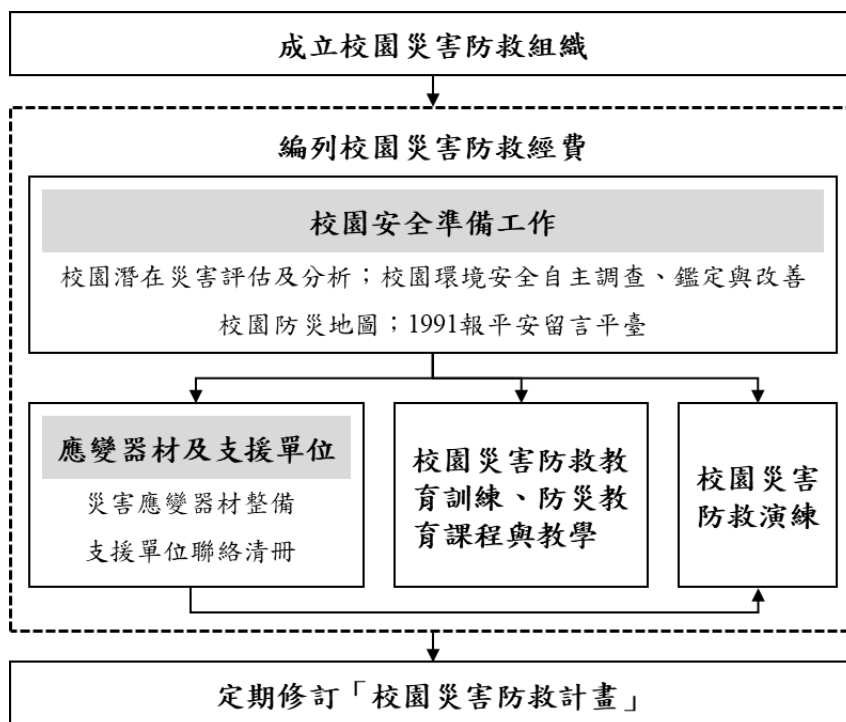 成立校園災害防救組織
編列校園災害防救經費
校園安全準備工作
校園潛在災害評估及分析；校園環境安全自主調查、鑑定與改善
校園防災地圖；1991報平安留言平臺
應變器材及支援單位
災害應變器材整備
支援單位聯絡清冊
校園災害防救教
育訓練、防災教
育課程與教學
校園災害
防救演練
定期修訂「校園災害防救計畫」